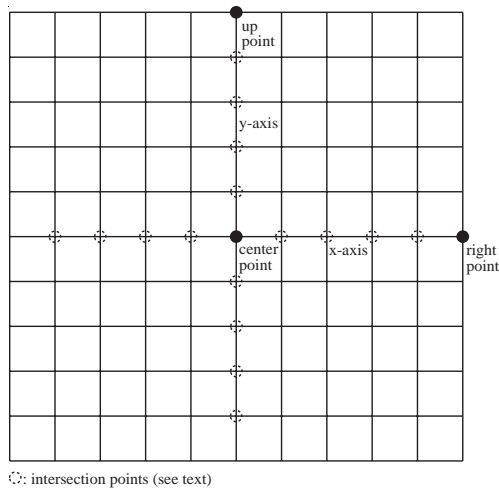 up
point
y-axis
center
point
x-axis
right
point
: intersection points (see text)